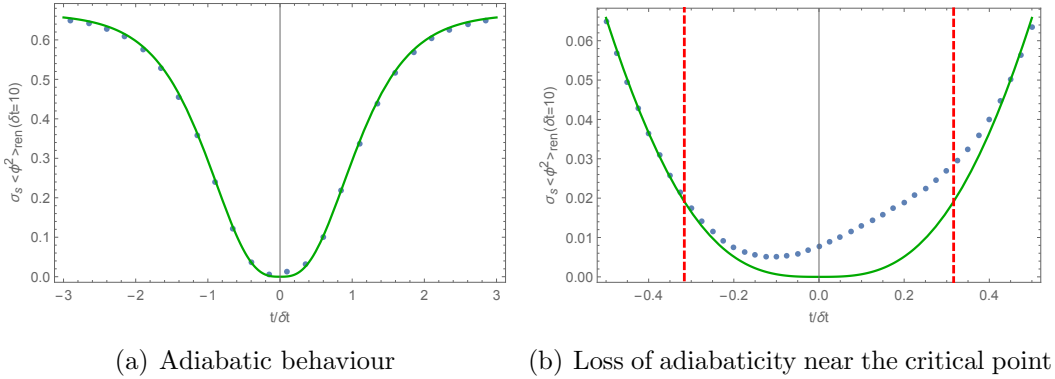 σs <ϕ²>ren(δt=10)
0.6
0.5
0.4
0.3
0.2
0.1
0.0
−3 −2 −1 0 1 2 3
t/δt
(a) Adiabatic behaviour
σs <ϕ²>ren(δt=10)
0.06
0.05
0.04
0.03
0.02
0.01
0.00
−0.4 −0.2 0.0 0.2 0.4
t/δt
(b) Loss of adiabaticity near the critical point